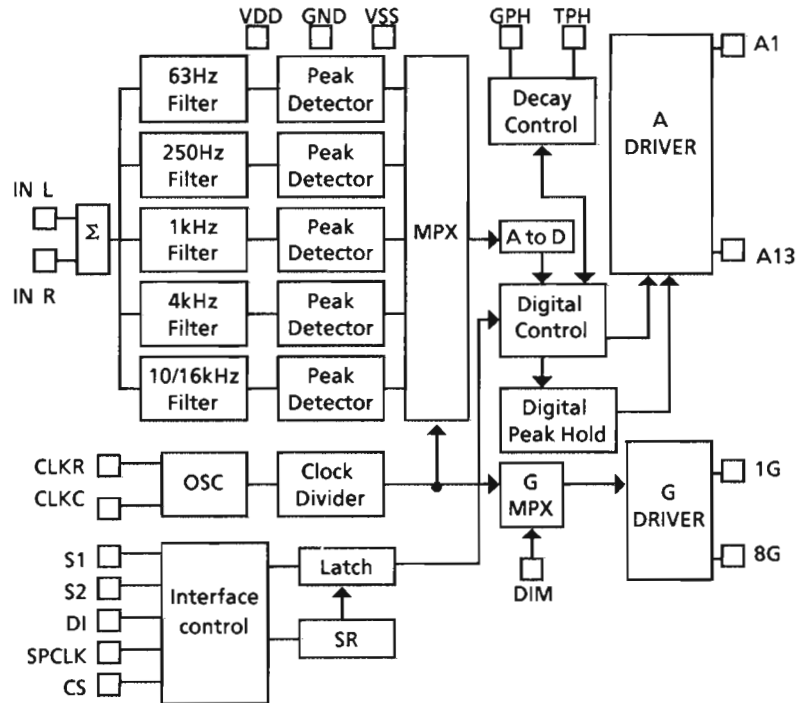 VDD GND VSS GPH TPH
63Hz
Filter
Peak
Detector
Decay
Control
A
DRIVER
A1
250Hz
Filter
Peak
Detector
IN L
Σ
1kHz
Filter
Peak
Detector
MPX
A to D
A13
IN R
4kHz
Filter
Peak
Detector
Digital
Control
10/16kHz
Filter
Peak
Detector
Digital
Peak Hold
CLKR
CLKC
OSC
Clock
Divider
G
MPX
G
DRIVER
1G
8G
S1
S2
DI
SPCLK
CS
Interface
control
Latch
SR
DIM